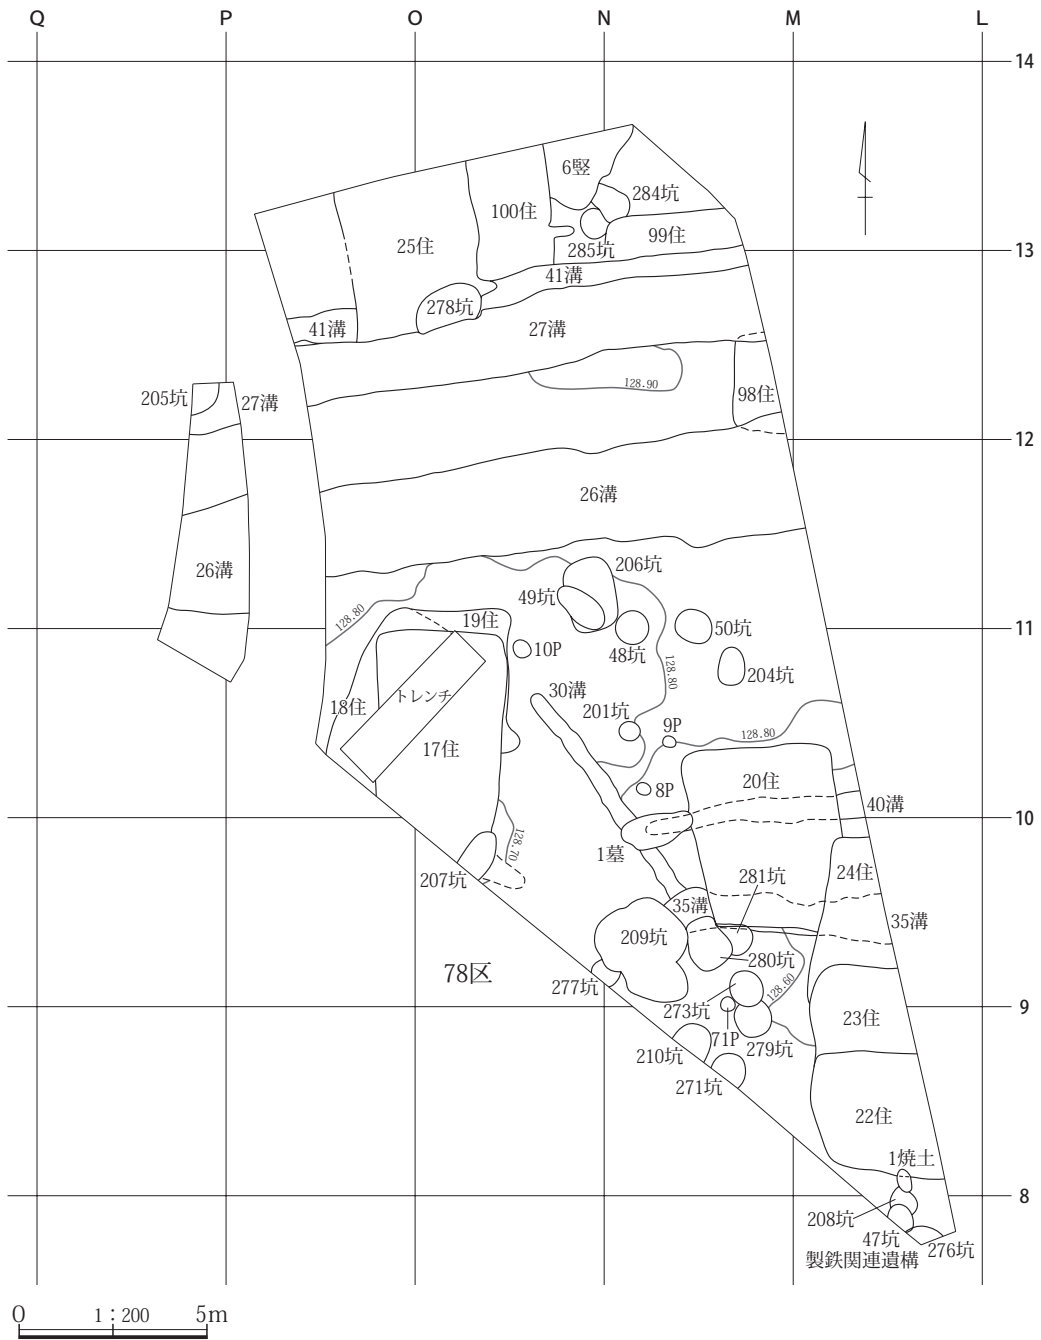 Q P O N M L
14
6竪
284坑
100住
99住
25住
285坑
13
41溝
278坑
41溝
27溝
128.90
205坑
27溝
98住
12
26溝
206坑
26溝
49坑
128.80
19住
50坑
11
10P
48坑
128.80
204坑
30溝
トレンチ
18住
201坑
9P
128.80
17住
20住
8P
40溝
10
128.70
1墓
24住
281坑
207坑
35溝
35溝
209坑
280坑
78区
277坑
128.60
273坑
9
23住
71P
279坑
210坑
271坑
22住
1焼土
8
208坑
47坑
276坑
製鉄関連遺構
0 1：200 5m